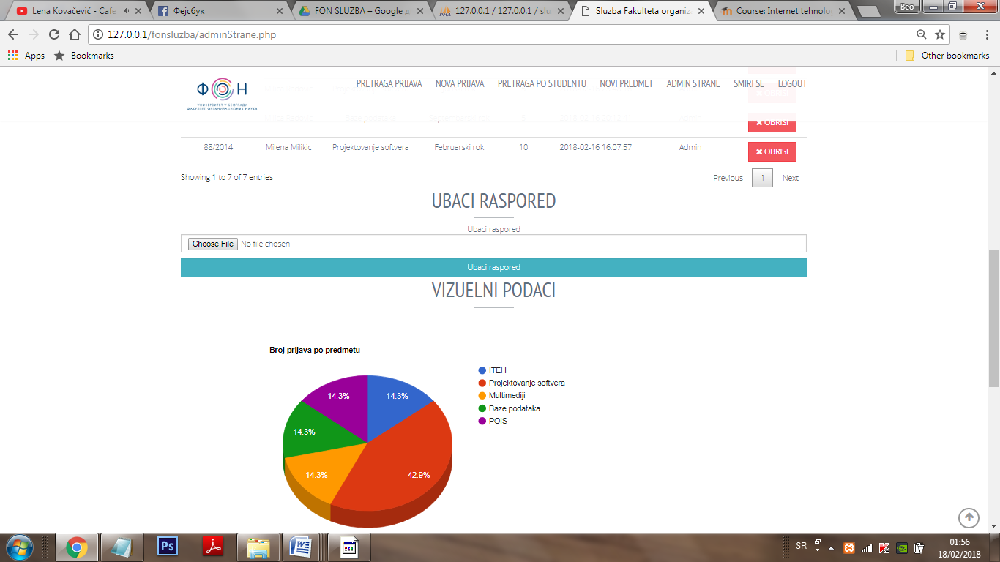 Lena Kovačević - Cafe
Фејсбук
FON SLUZBA – Google д
127.0.0.1 / 127.0.0.1 / slu
Sluzba Fakulteta organiza
Course: Internet tehnolog
Beo
127.0.0.1/fonsluzba/adminStrane.php
Apps
Bookmarks
Other bookmarks
ФОН
УНИВЕРЗИТЕТ У БЕОГРАДУ
ФАКУЛТЕТ ОРГАНИЗАЦИОНИХ НАУКА
PRETRAGA PRIJAVA NOVA PRIJAVA PRETRAGA PO STUDENTU NOVI PREDMET ADMIN STRANE SMIRI SE LOGOUT
OBRISI
88/2014 Milena Milikic Projektovanje softvera Februarski rok 10 2018-02-16 16:07:57 Admin OBRISI
Showing 1 to 7 of 7 entries
Previous 1 Next
UBACI RASPORED
Ubaci raspored
Choose File No file chosen
Ubaci raspored
VIZUELNI PODACI
Broj prijava po predmetu
ITEH
Projektovanje softvera
Multimediji
Baze podataka
POIS
14.3% 14.3%
14.3%
14.3% 42.9%
Ps
SR
01:56
18/02/2018